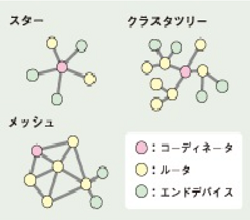 スター
クラスタツリー
メッシュ
：コーディネータ
：ルータ
：エンドデバイス